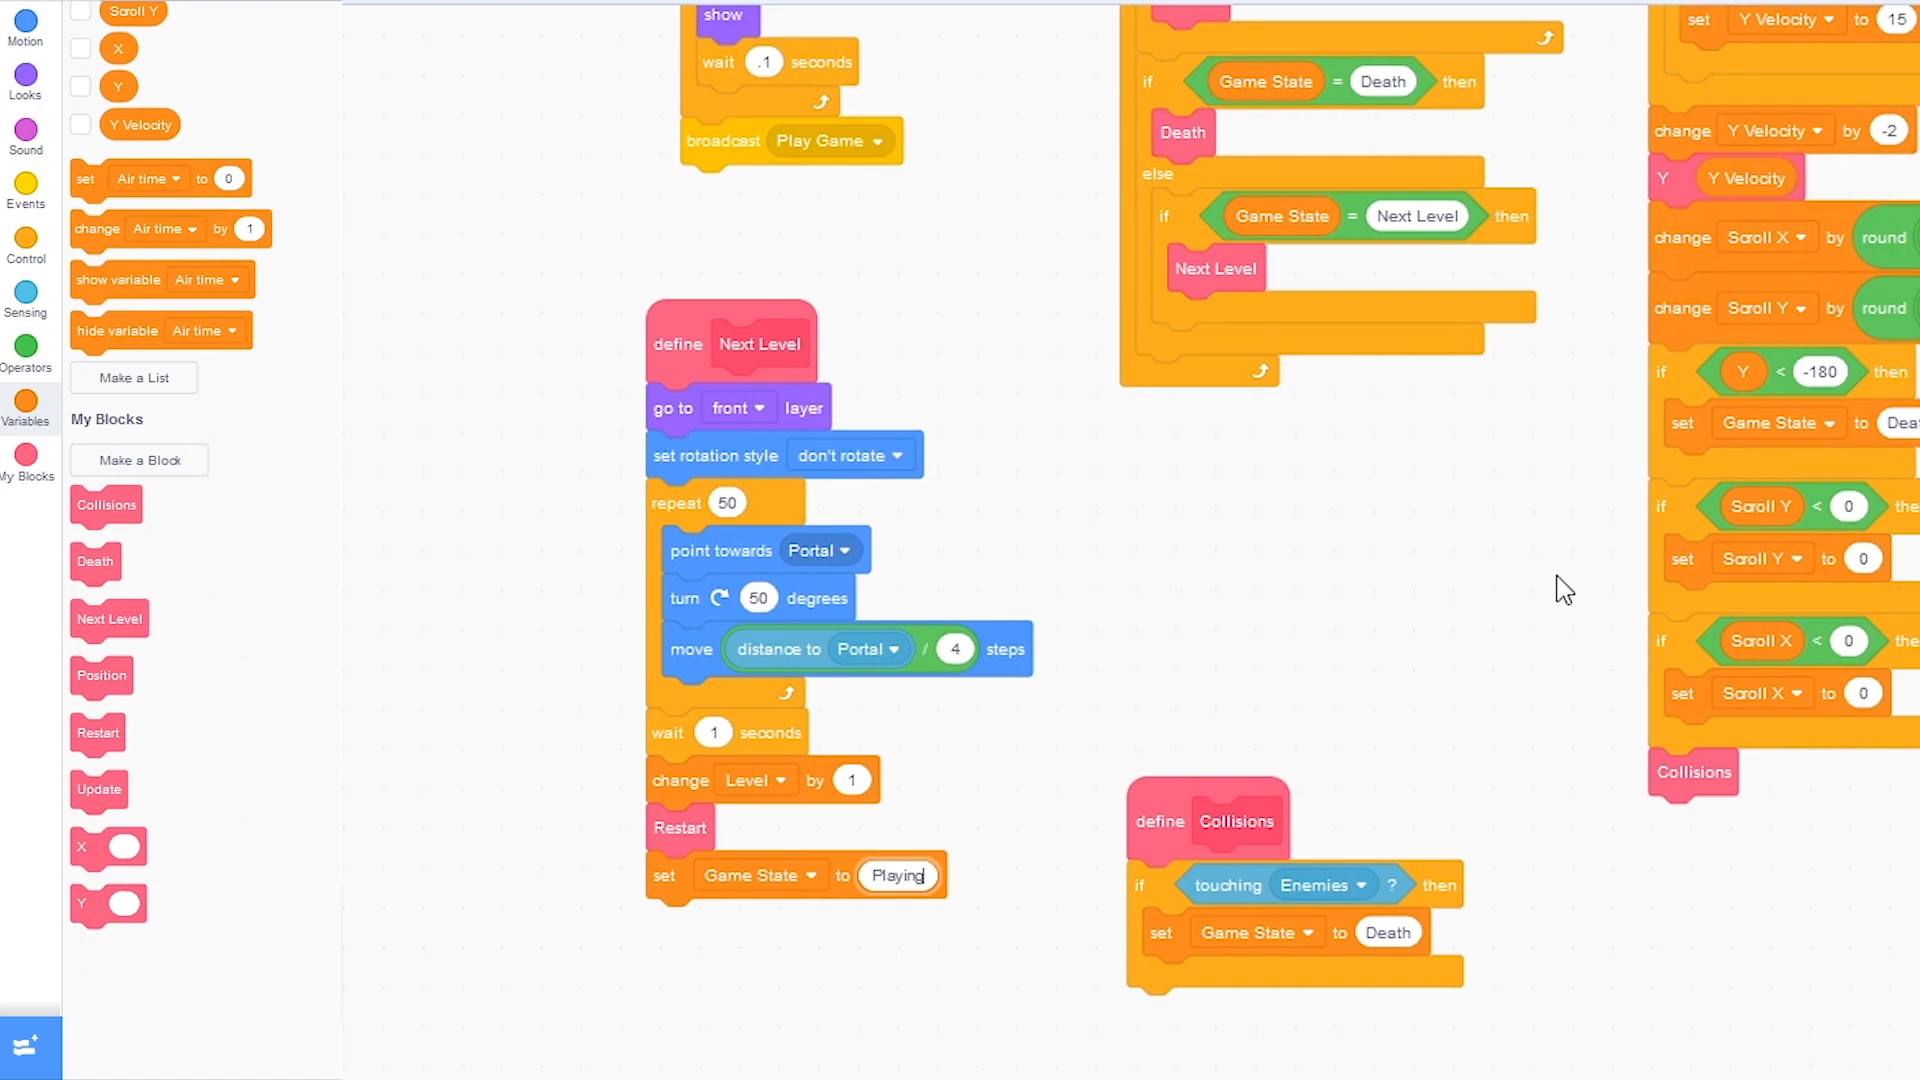 Motion
Looks
Sound
Events
Control
Sensing
Operators
Variables
My Blocks
Scroll Y
X
Y
Y Velocity
set Air time to 0
change Air time by 1
show variable Air time
hide variable Air time
Make a List
My Blocks
Make a Block
Collisions
Death
Next Level
Position
Restart
Update
X
Y
show
wait .1 seconds
broadcast Play Game
define Next Level
go to front layer
set rotation style don't rotate
repeat 50
point towards Portal
turn 50 degrees
move distance to Portal / 4 steps
wait 1 seconds
change Level by 1
Restart
set Game State to Playing
if Game State = Death then
Death
else
if Game State = Next Level then
Next Level
define Collisions
if touching Enemies ? then
set Game State to Death
set Y Velocity to 15
change Y Velocity by -2
Y Y Velocity
change Scroll X by round
change Scroll Y by round
if Y < -180 then
set Game State to Deat
if Scroll Y < 0 the
set Scroll Y to 0
if Scroll X < 0 the
set Scroll X to 0
Collisions